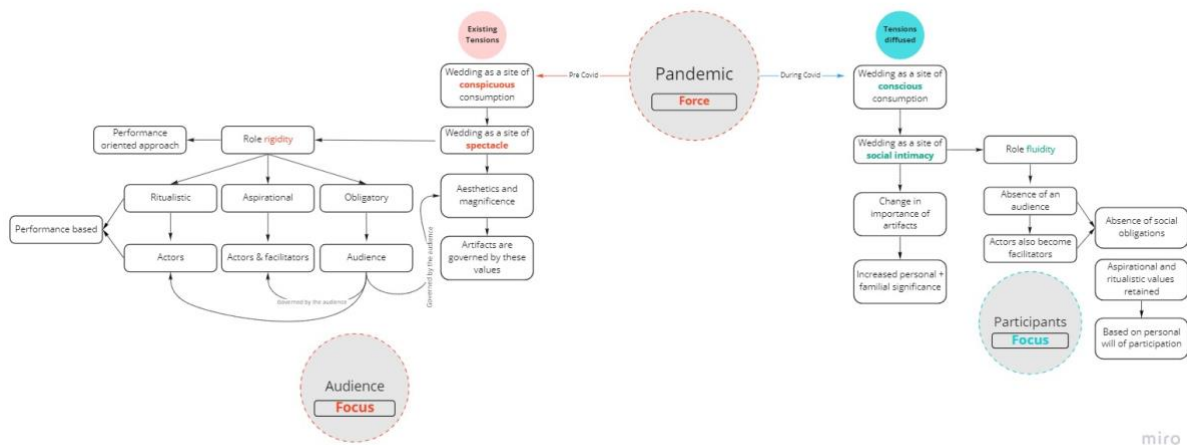 Existing
Tensions
Tensions
diffused
Pandemic
Force
Pre Covid
During Covid
Wedding as a site of
conspicuous
consumption
Wedding as a site of
conscious
consumption
Performance
oriented approach
Role rigidity
Wedding as a site of
spectacle
Wedding as a site of
social intimacy
Role fluidity
Ritualistic
Aspirational
Obligatory
Aesthetics and
magnificence
Change in
importance of
artifacts
Absence of an
audience
Performance based
Absence of social
obligations
Actors
Actors & facilitators
Audience
Artifacts are
governed by these
values
Actors also become
facilitators
Governed by the audience
Governed by the audience
Increased personal +
familial significance
Aspirational and
ritualistic values
retained
Participants
Focus
Based on personal
will of participation
Audience
Focus
miro